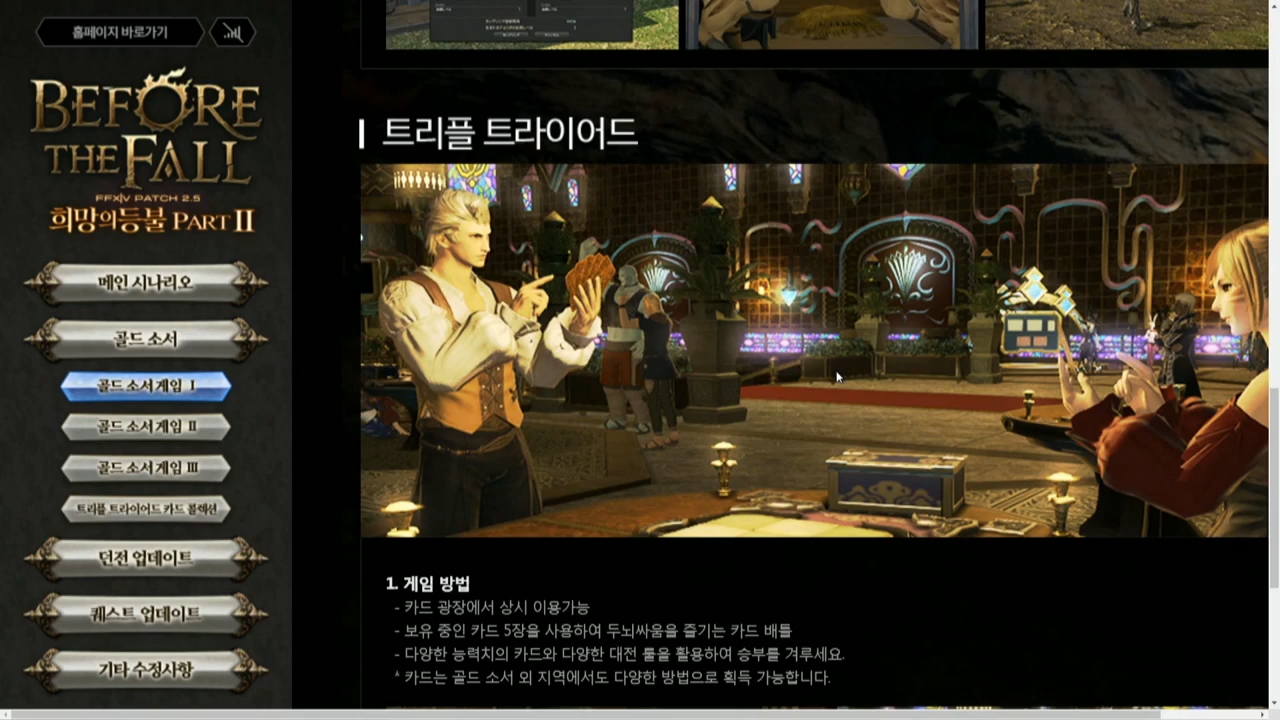 홈페이지 바로가기
BEFORE
THE FALL
FFXIV PATCH 2.5
희망의 등불 PART II
메인 시나리오
골드 소서
골드 소서 게임 I
골드 소서 게임 II
골드 소서 게임 III
트리플 트라이어드 카드 콜렉션
던전 업데이트
퀘스트 업데이트
기타 수정사항
트리플 트라이어드
1. 게임 방법
- 카드 광장에서 상시 이용가능
- 보유 중인 카드 5장을 사용하여 두뇌싸움을 즐기는 카드 배틀
- 다양한 능력치의 카드와 다양한 대전 룰을 활용하여 승부를 겨루세요.
* 카드는 골드 소서 외 지역에서도 다양한 방법으로 획득 가능합니다.